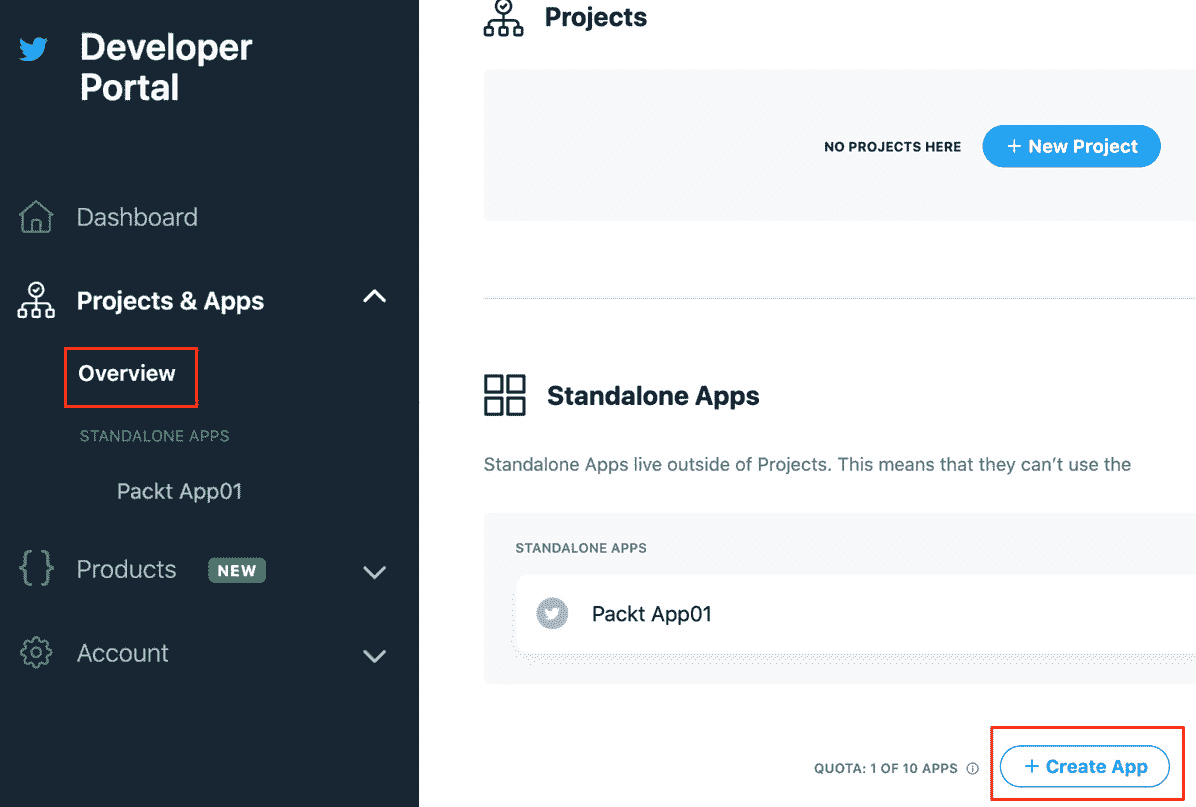 Developer
Portal
Dashboard
Projects & Apps
Overview
STANDALONE APPS
Packt App01
Products NEW
Account
Projects
NO PROJECTS HERE
+ New Project
Standalone Apps
Standalone Apps live outside of Projects. This means that they can’t use the
STANDALONE APPS
Packt App01
QUOTA: 1 OF 10 APPS
+ Create App